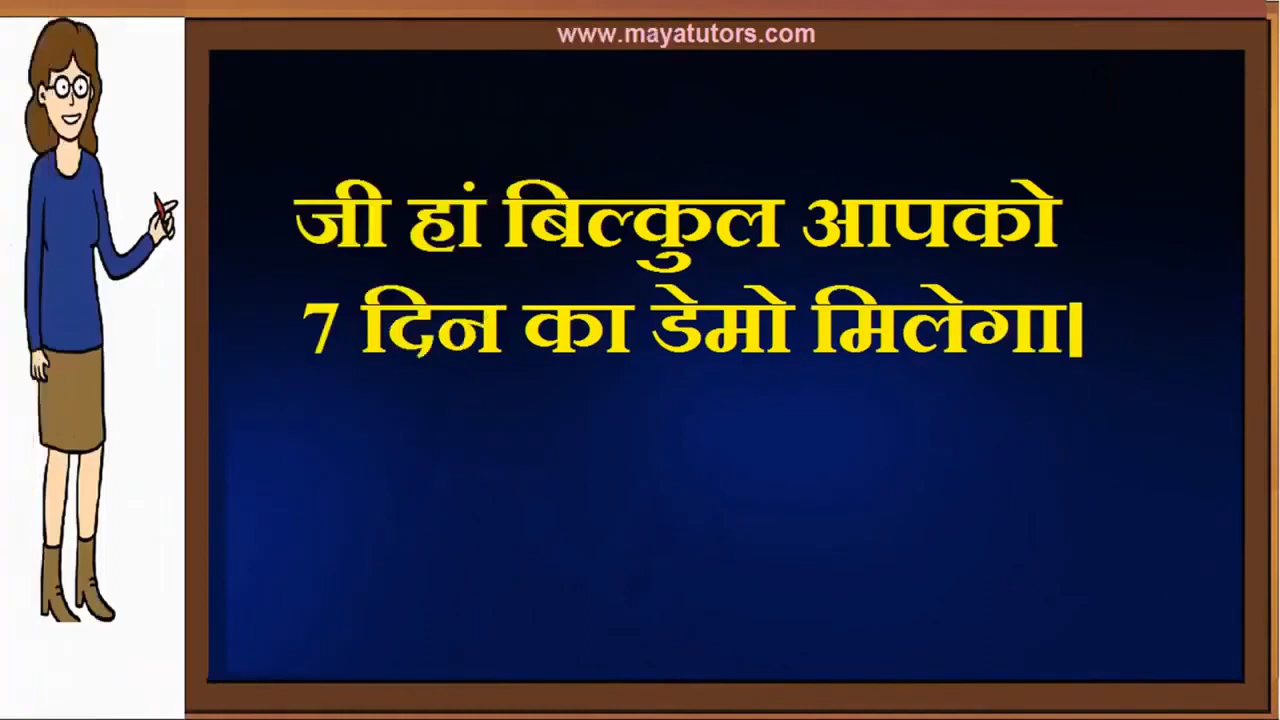 www.mayatutors.com
जी हां बिल्कुल आपको
7 दिन का डेमो मिलेगा।